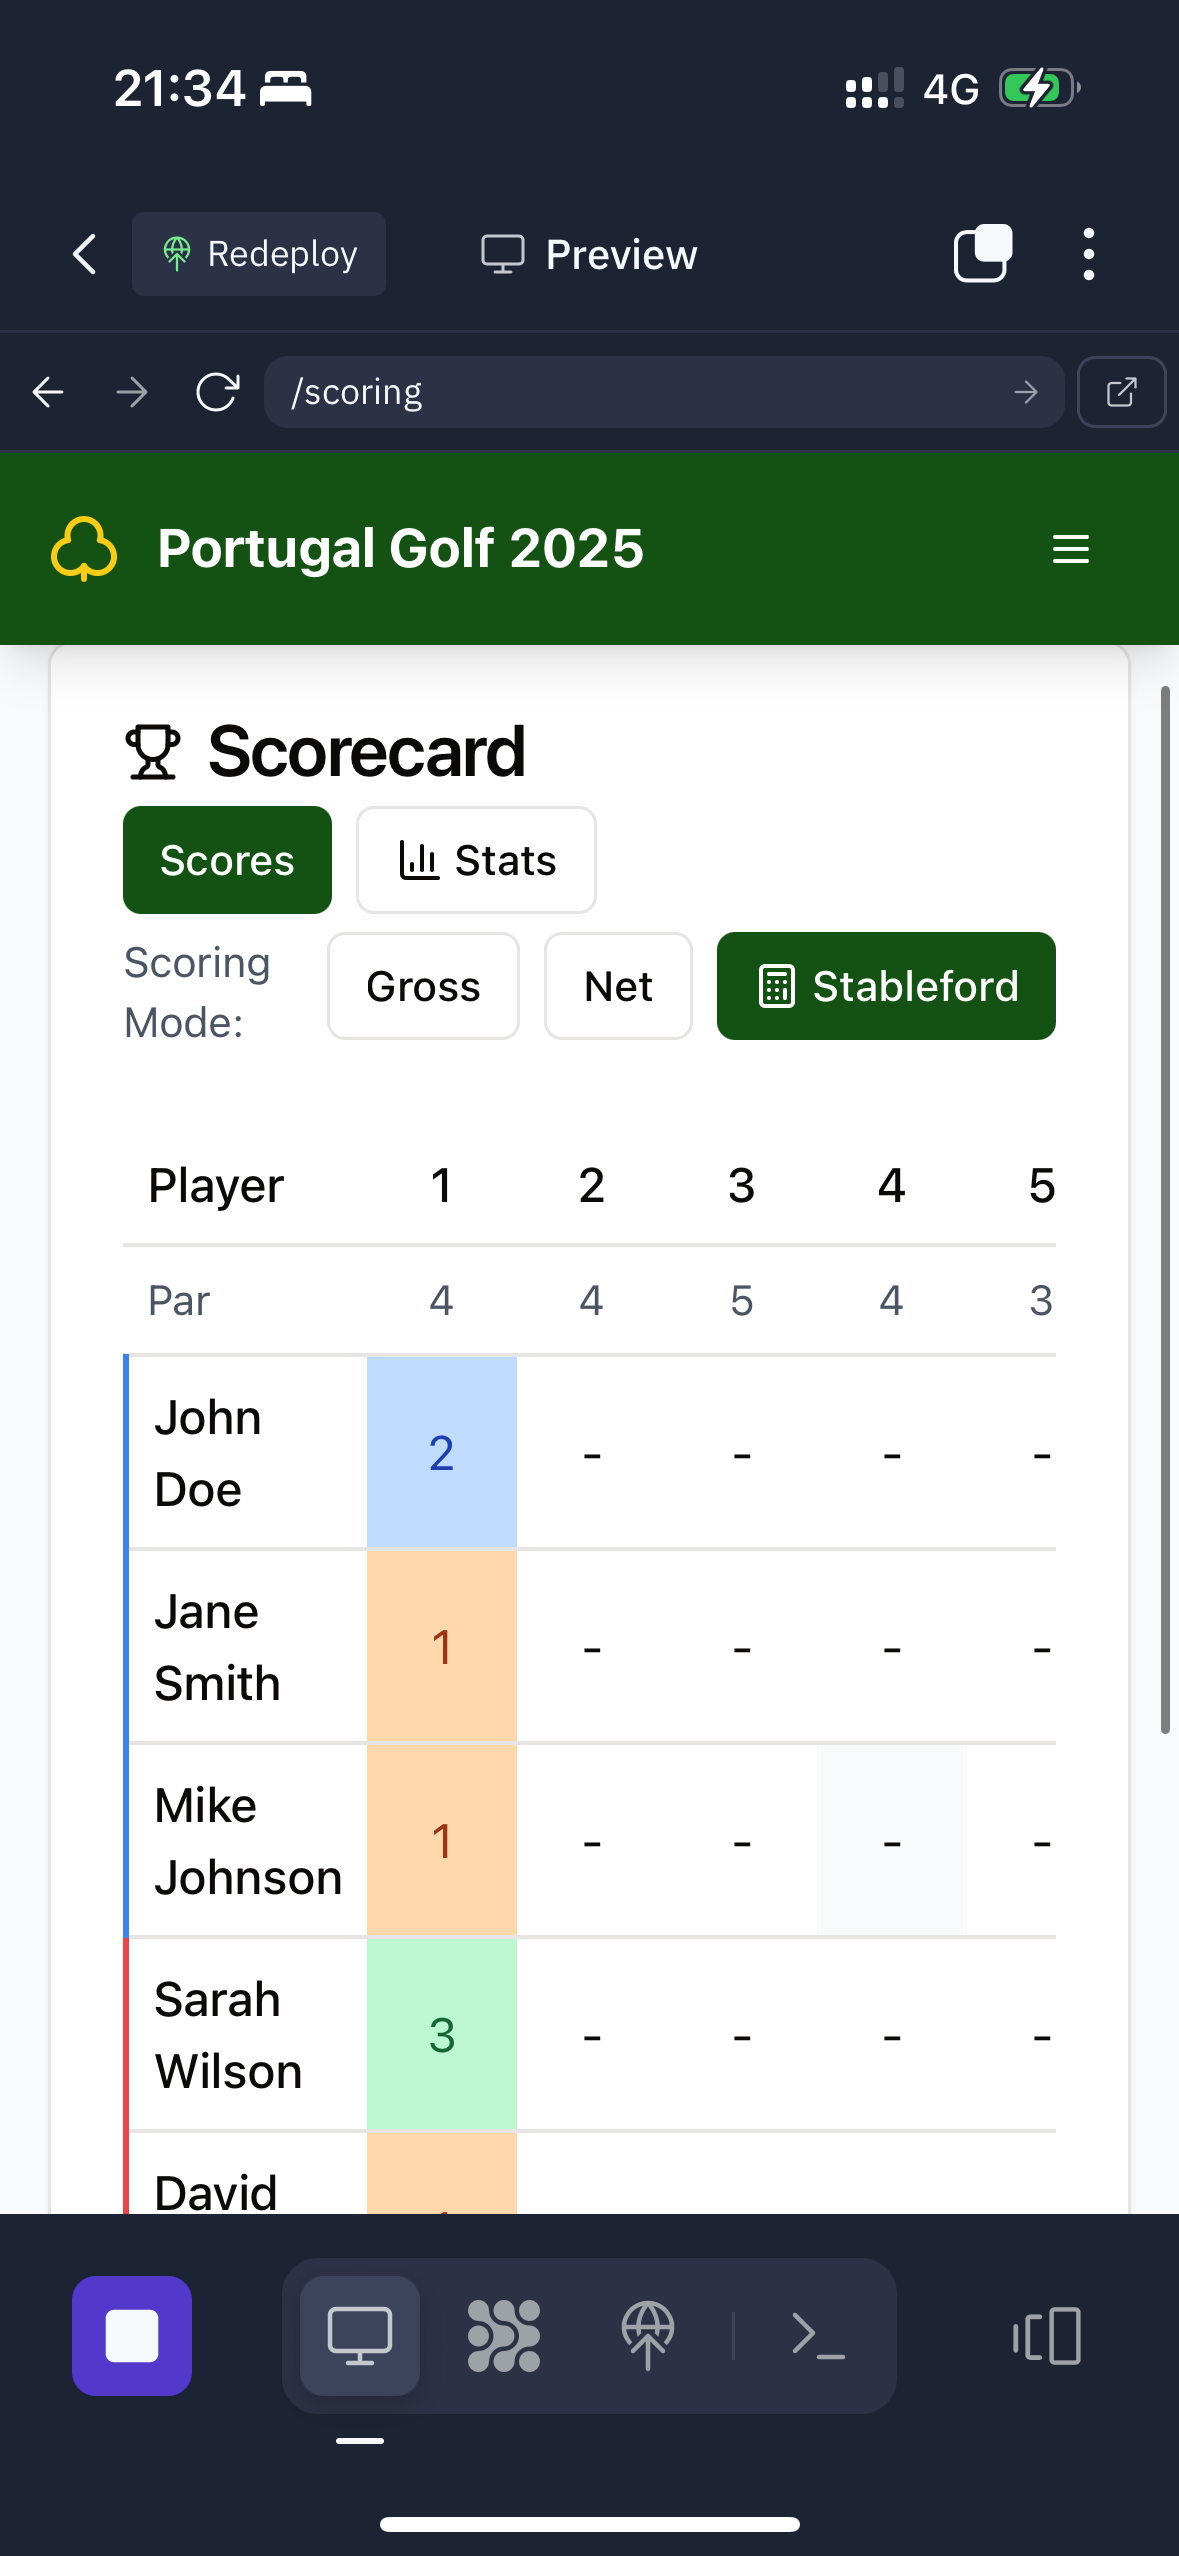 21:34 4G
Redeploy Preview
/scoring
Portugal Golf 2025
Scorecard
Scores Stats
Scoring Mode: Gross Net Stableford
Player 1 2 3 4 5
Par 4 4 5 4 3
John Doe 2 - - - -
Jane Smith 1 - - - -
Mike Johnson 1 - - - -
Sarah Wilson 3 - - - -
David